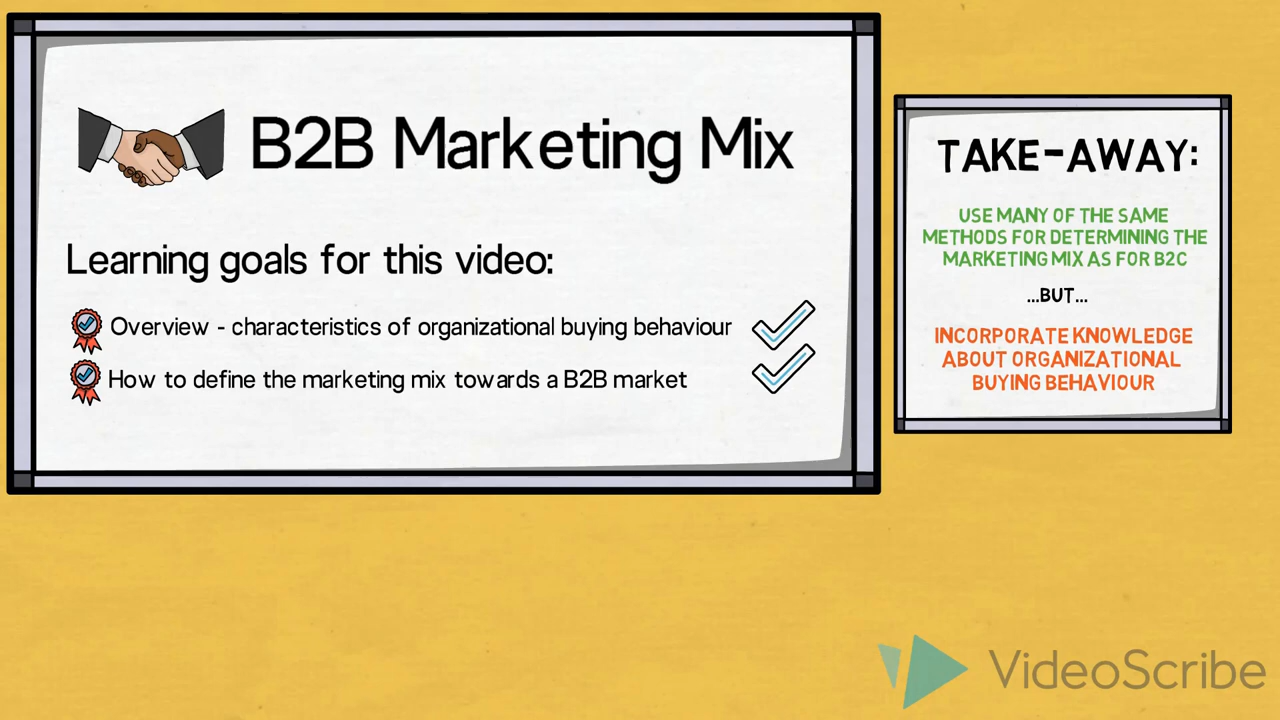 B2B Marketing Mix
Learning goals for this video:
Overview - characteristics of organizational buying behaviour
How to define the marketing mix towards a B2B market
TAKE-AWAY:
USE MANY OF THE SAME
METHODS FOR DETERMINING THE
MARKETING MIX AS FOR B2C
...BUT...
INCORPORATE KNOWLEDGE
ABOUT ORGANIZATIONAL
BUYING BEHAVIOUR
VideoScribe